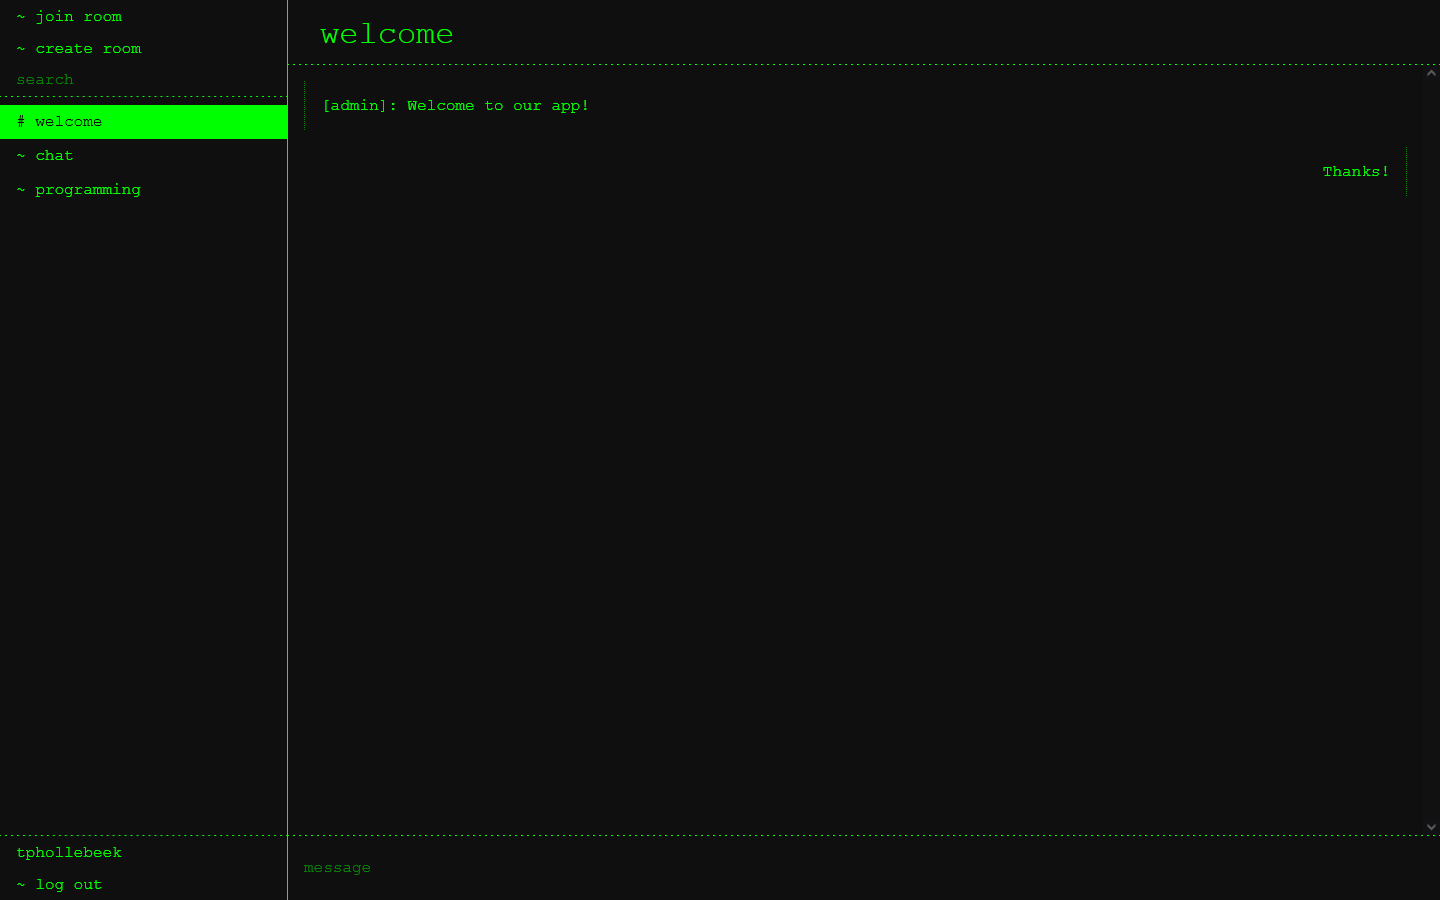 ~ join room
~ create room
search
# welcome
~ chat
~ programming
tphollebeek
~ log out
welcome
[admin]: Welcome to our app!
Thanks!
message